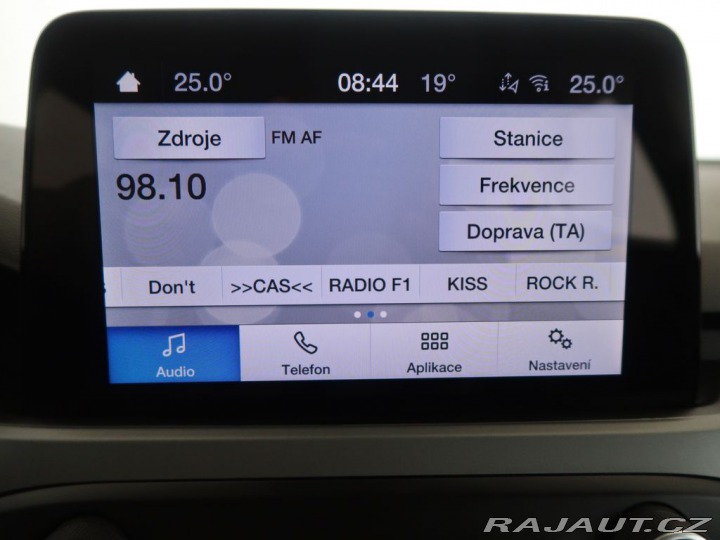 25.0° 08:44 19° 25.0°
Zdroje FM AF Stanice
98.10 Frekvence
Doprava (TA)
Don't >>CAS<< RADIO F1 KISS ROCK R.
Audio Telefon Aplikace Nastavení
RAJAUT.CZ